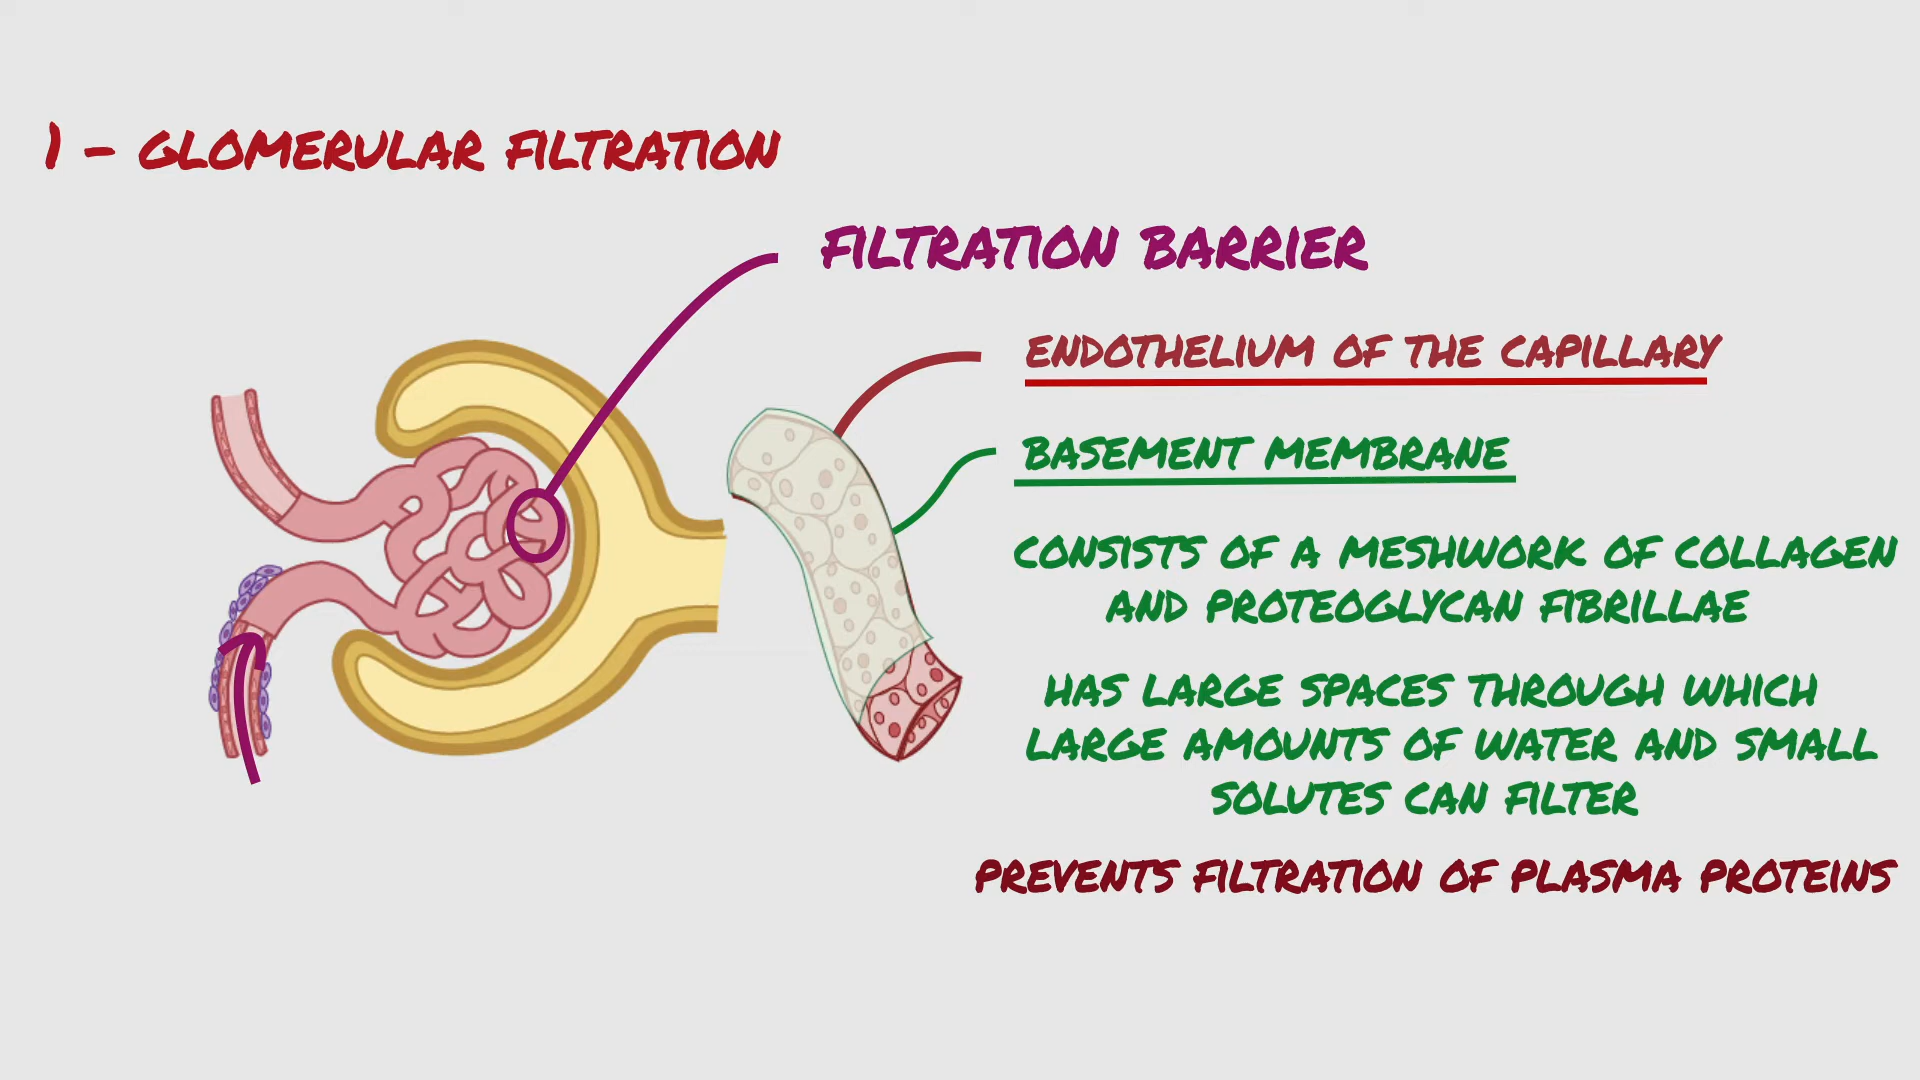 1 - GLOMERULAR FILTRATION
FILTRATION BARRIER
ENDOTHELIUM OF THE CAPILLARY
BASEMENT MEMBRANE
CONSISTS OF A MESHWORK OF COLLAGEN
AND PROTEOGLYCAN FIBRILLAE
HAS LARGE SPACES THROUGH WHICH
LARGE AMOUNTS OF WATER AND SMALL
SOLUTES CAN FILTER
PREVENTS FILTRATION OF PLASMA PROTEINS